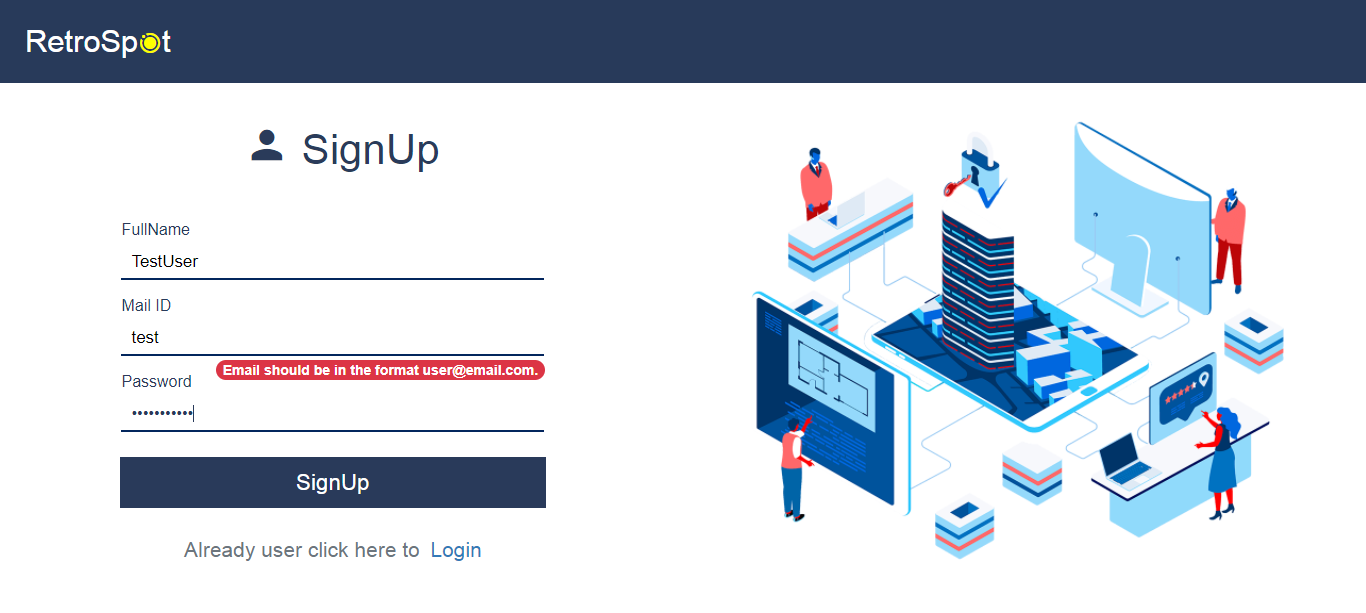 RetroSpot
SignUp
FullName
TestUser
Mail ID
test
Email should be in the format user@email.com.
Password
•••••••••••
SignUp
Already user click here to Login